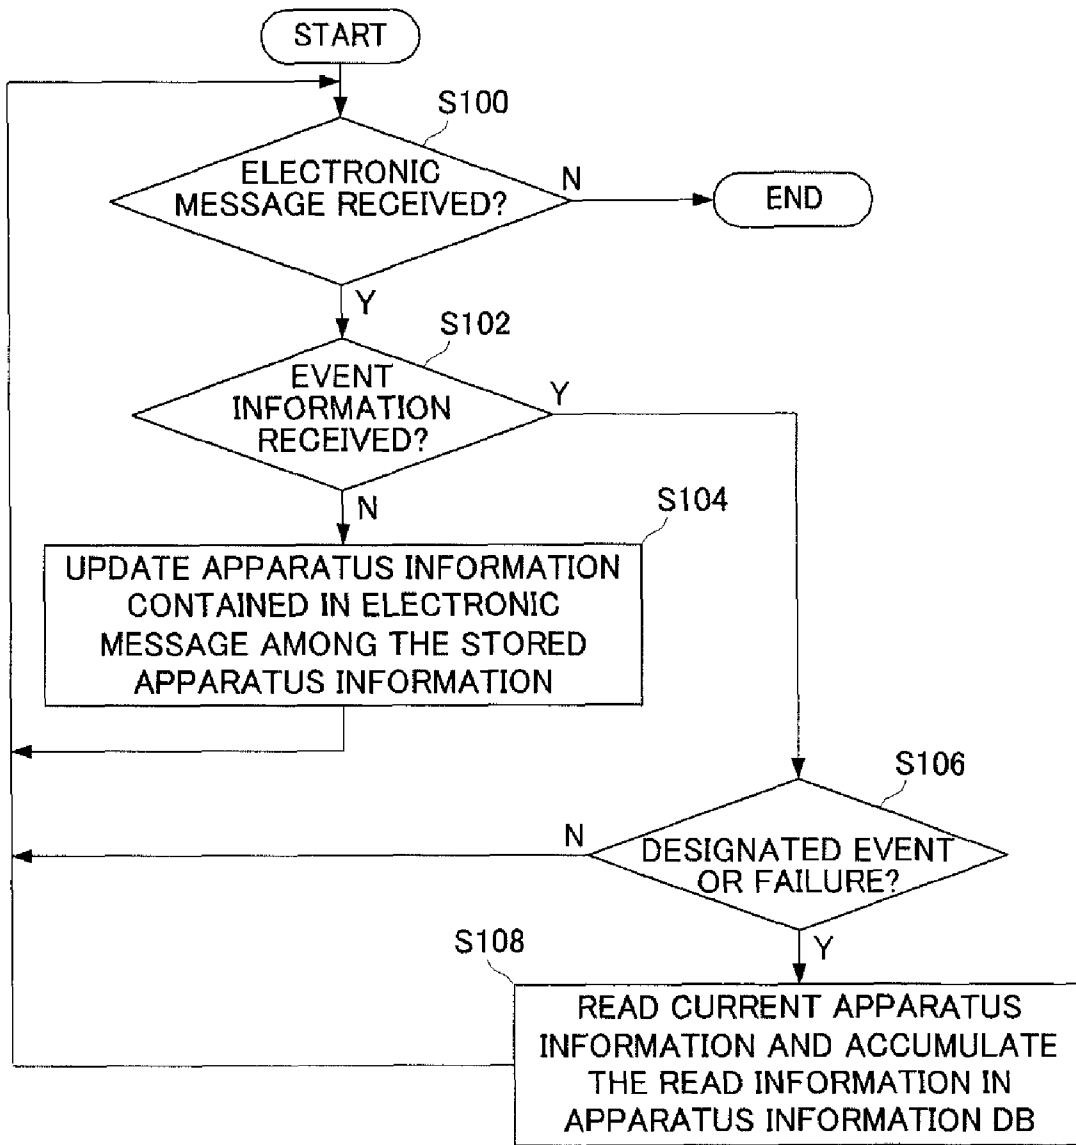 START
S100
ELECTRONIC
MESSAGE RECEIVED?
N
END
Y
S102
EVENT
INFORMATION
RECEIVED?
Y
N
S104
UPDATE APPARATUS INFORMATION
CONTAINED IN ELECTRONIC
MESSAGE AMONG THE STORED
APPARATUS INFORMATION
S106
N
DESIGNATED EVENT
OR FAILURE?
Y
S108
READ CURRENT APPARATUS
INFORMATION AND ACCUMULATE
THE READ INFORMATION IN
APPARATUS INFORMATION DB